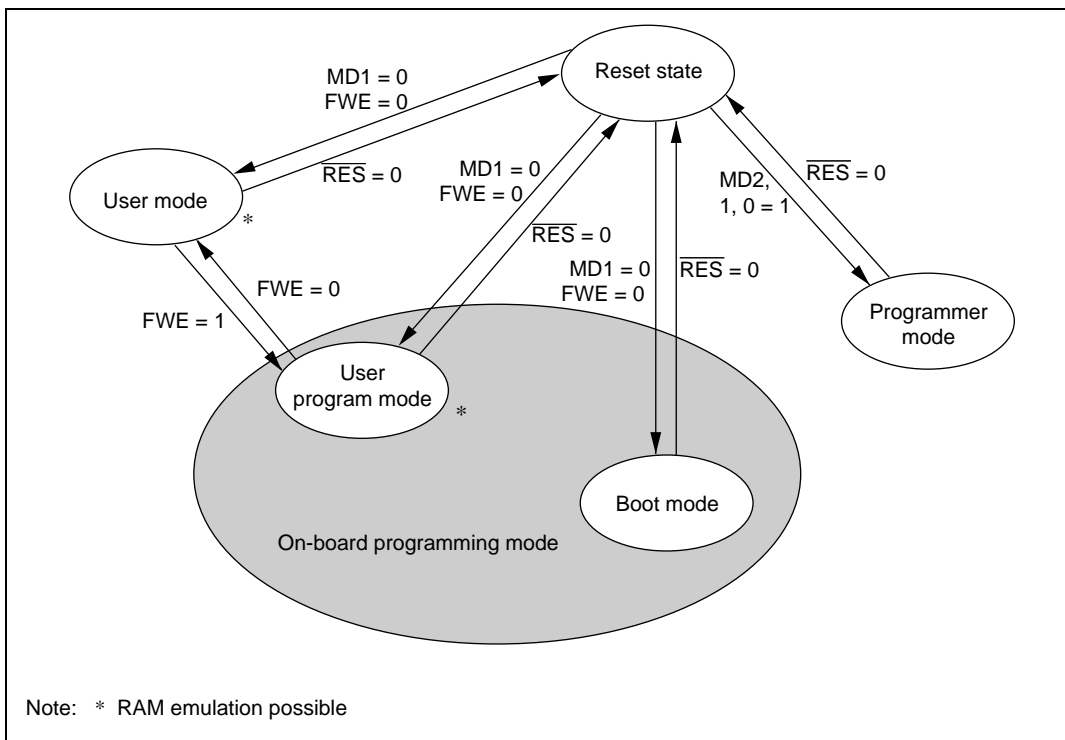 Reset state
MD1 = 0
FWE = 0
RES = 0
User mode
*
MD1 = 0
FWE = 0
RES = 0
MD2,
1, 0 = 1
RES = 0
MD1 = 0
FWE = 0
RES = 0
FWE = 0
FWE = 1
Programmer
mode
User
program mode
*
Boot mode
On-board programming mode
Note: * RAM emulation possible